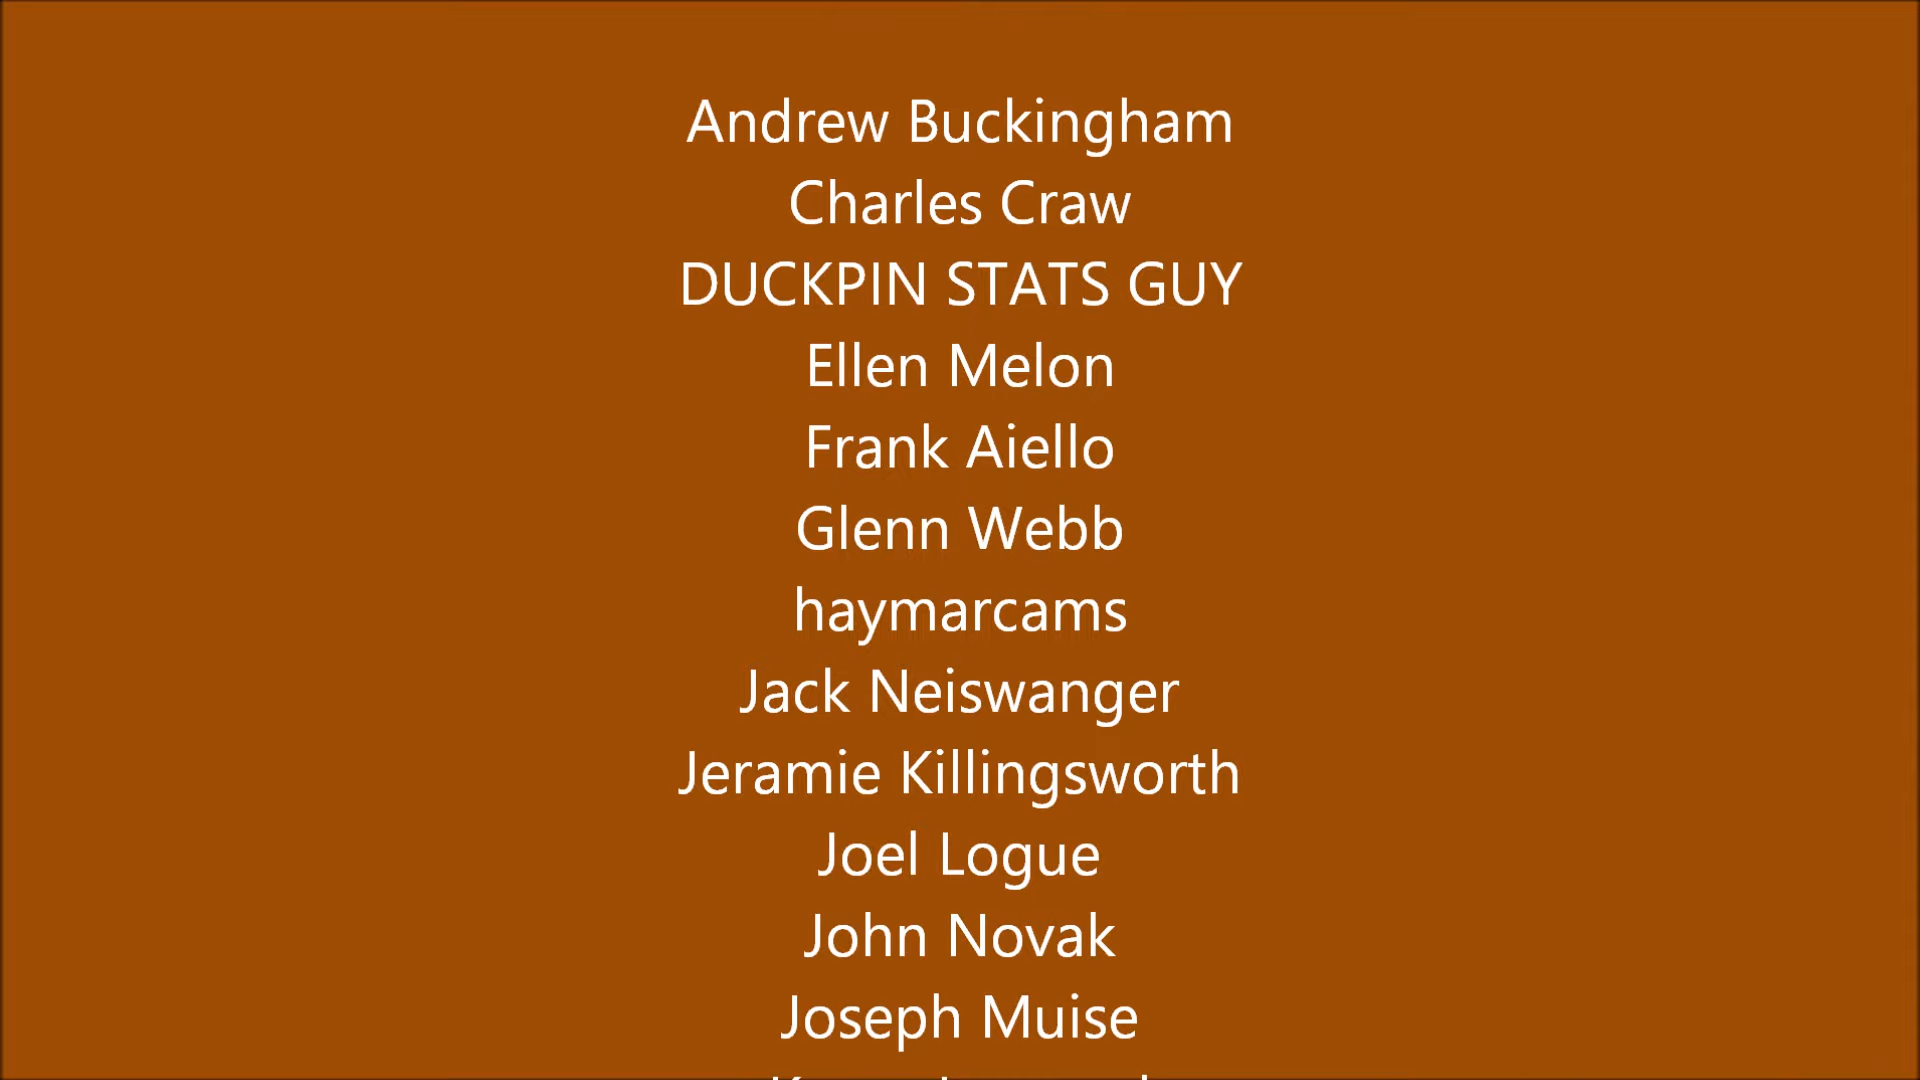 Andrew Buckingham
Charles Craw
DUCKPIN STATS GUY
Ellen Melon
Frank Aiello
Glenn Webb
haymarcams
Jack Neiswanger
Jeramie Killingsworth
Joel Logue
John Novak
Joseph Muise